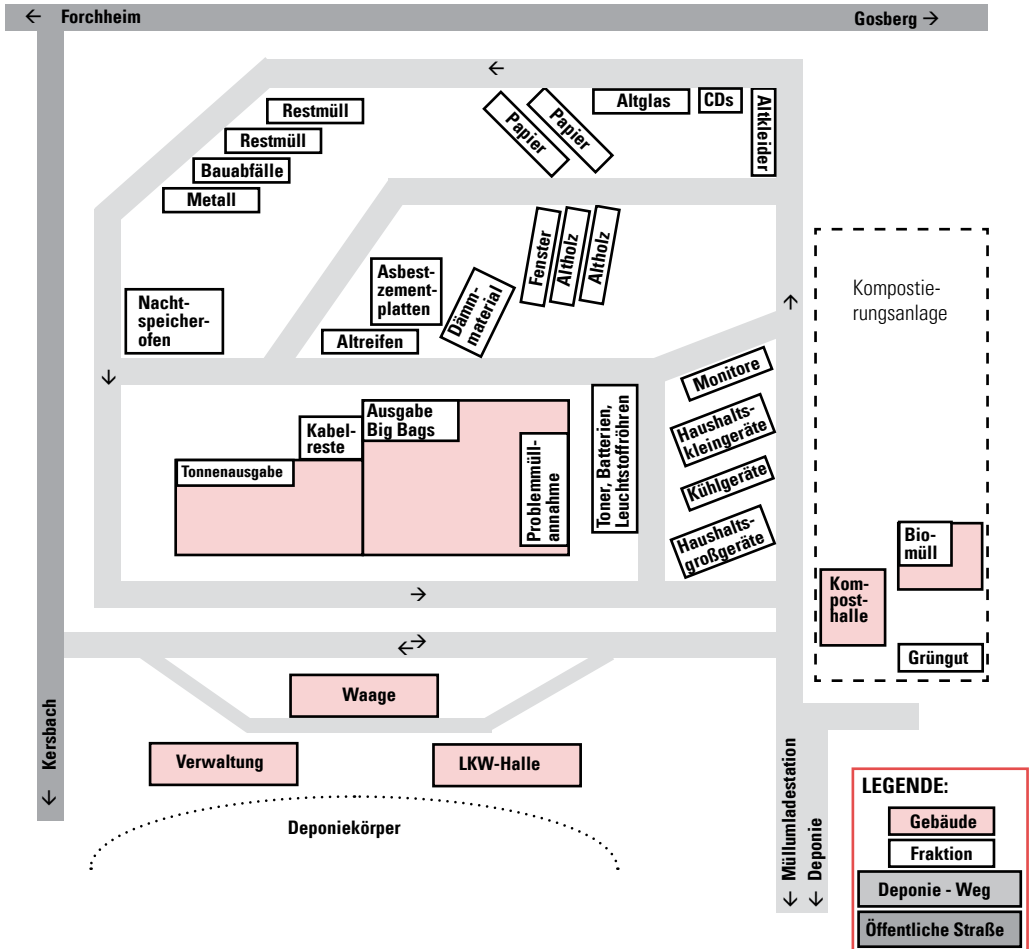 ← Forchheim
Gosberg →
←
Restmüll
Restmüll
Bauabfälle
Metall
Papier
Papier
Altglas
CDs
Altkleider
Nacht-
speicher-
ofen
Asbest-
zement-
platten
Altreifen
Dämm-
material
Fenster
Altholz
Altholz
Kompostie-
rungsanlage
↑
↓
Monitore
Haushalts-
kleingeräte
Kühlgeräte
Haushalts-
großgeräte
Ausgabe
Big Bags
Kabel-
reste
Tonnenausgabe
Problemmüll-
annahme
Toner, Batterien,
Leuchtstoffröhren
Bio-
müll
Kom-
post-
halle
Grüngut
→
←→
Waage
Verwaltung
LKW-Halle
Deponiekörper
← Kersbach
← Müllumladestation
← Deponie
LEGENDE:
Gebäude
Fraktion
Deponie - Weg
Öffentliche Straße